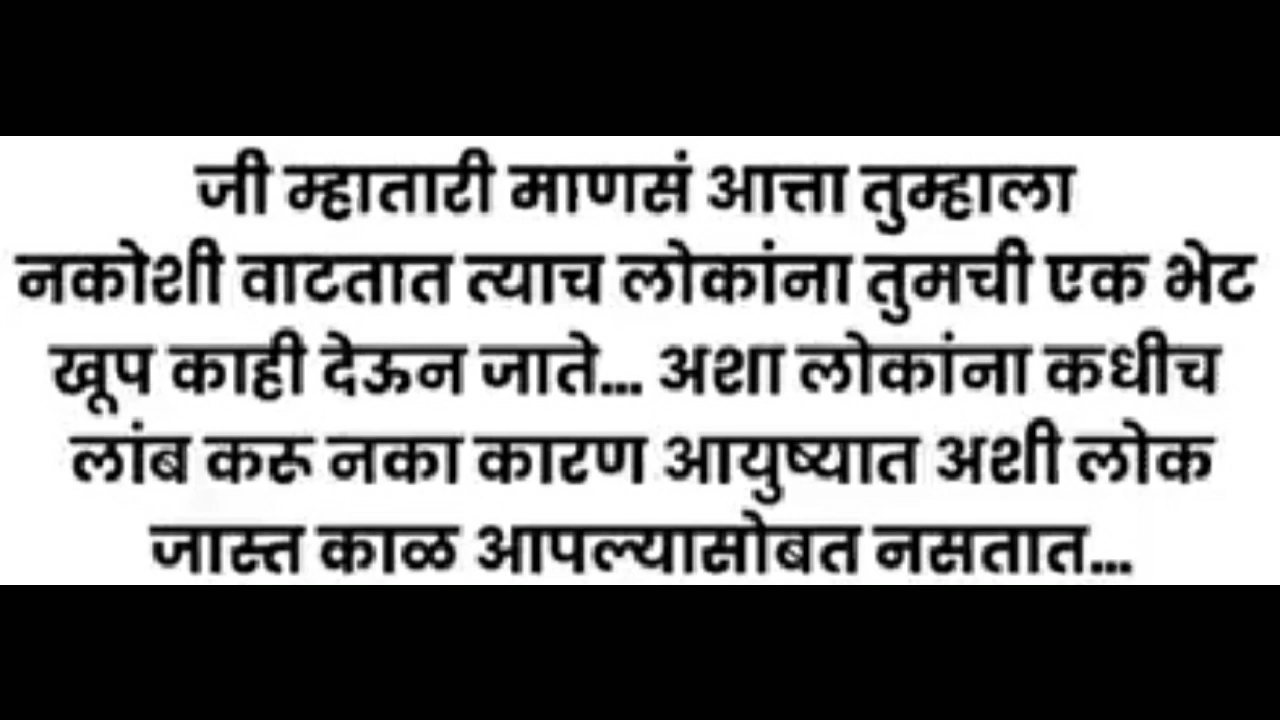 जी म्हातारी माणसं आत्ता तुम्हाला
नकोशी वाटतात त्याच लोकांना तुमची एक भेट
खूप काही देऊन जाते... अशा लोकांना कधीच
लांब करू नका कारण आयुष्यात अशी लोक
जास्त काळ आपल्यासोबत नसतात...